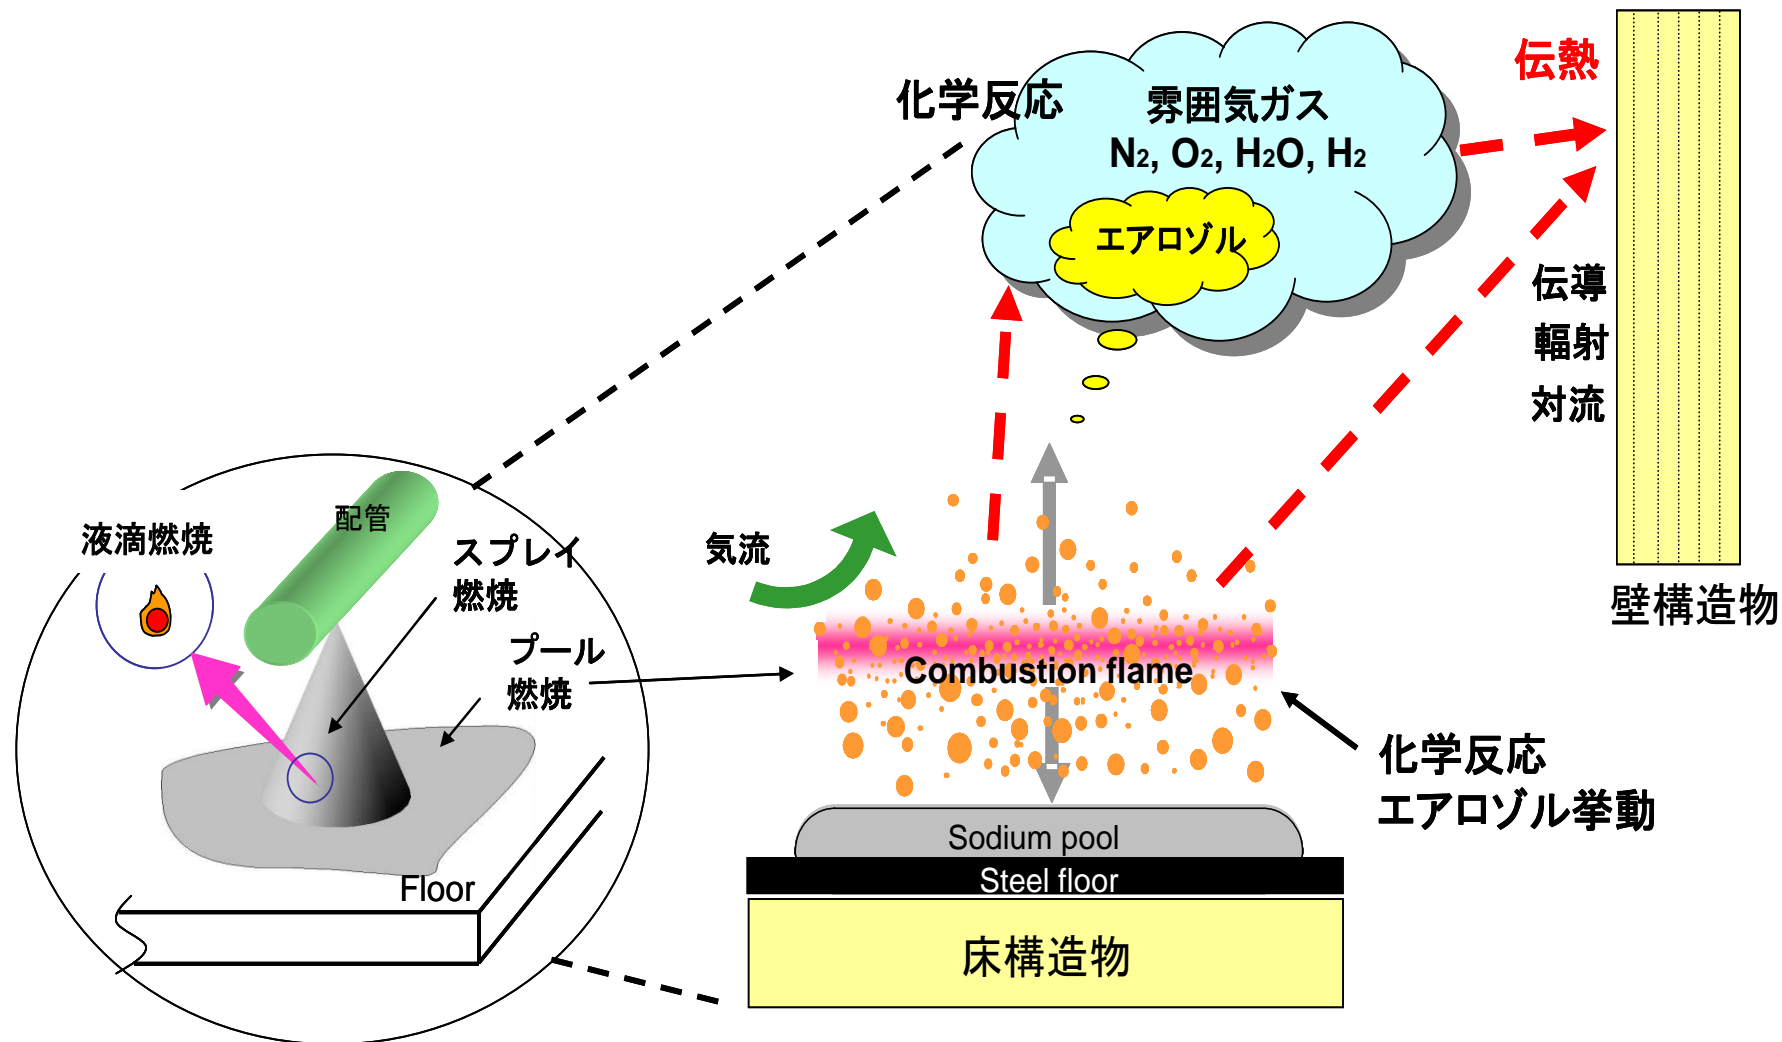 化学反応
雰囲気ガス
N2, O2, H2O, H2
エアロゾル
伝熱
伝導
輻射
対流
壁構造物
液滴燃焼
配管
スプレイ
燃焼
プール
燃焼
Floor
気流
Combustion flame
化学反応
エアロゾル挙動
Sodium pool
Steel floor
床構造物